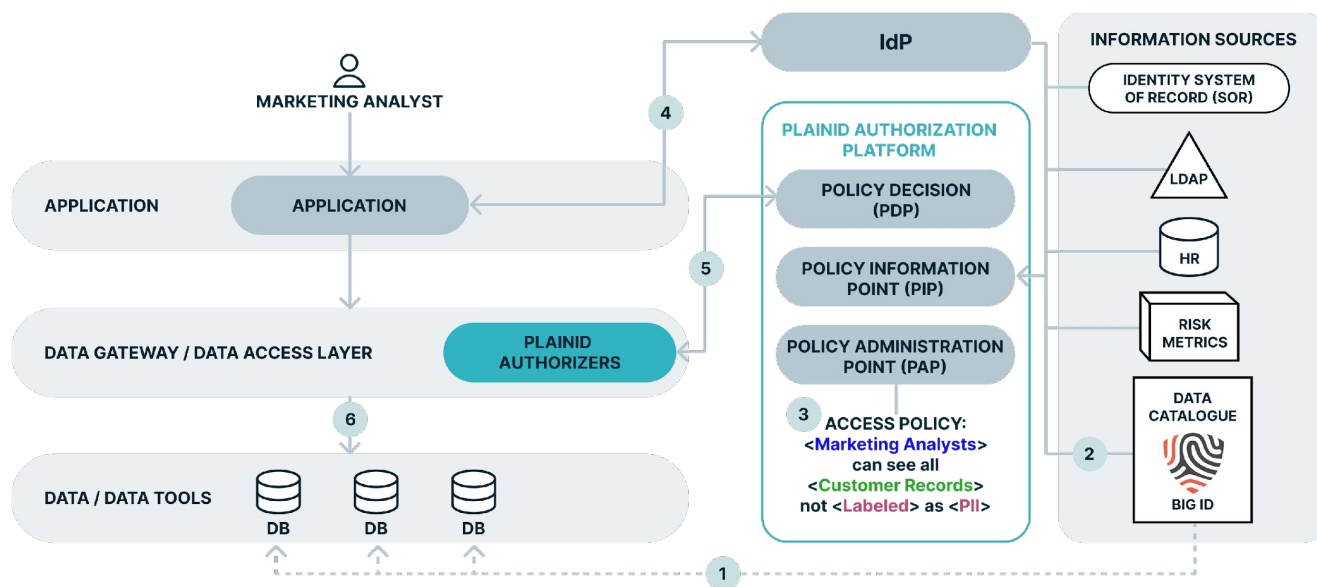 MARKETING ANALYST
APPLICATION
APPLICATION
4
IdP
INFORMATION SOURCES
IDENTITY SYSTEM
OF RECORD (SOR)
LDAP
HR
RISK
METRICS
DATA
CATALOGUE
BIG ID
2
PLAINID AUTHORIZATION
PLATFORM
POLICY DECISION
(PDP)
5
POLICY INFORMATION
POINT (PIP)
POLICY ADMINISTRATION
POINT (PAP)
3
ACCESS POLICY:
<Marketing Analysts>
can see all
<Customer Records>
not <Labeled> as <PII>
DATA GATEWAY / DATA ACCESS LAYER
PLAINID
AUTHORIZERS
6
DATA / DATA TOOLS
DB
DB
DB
1